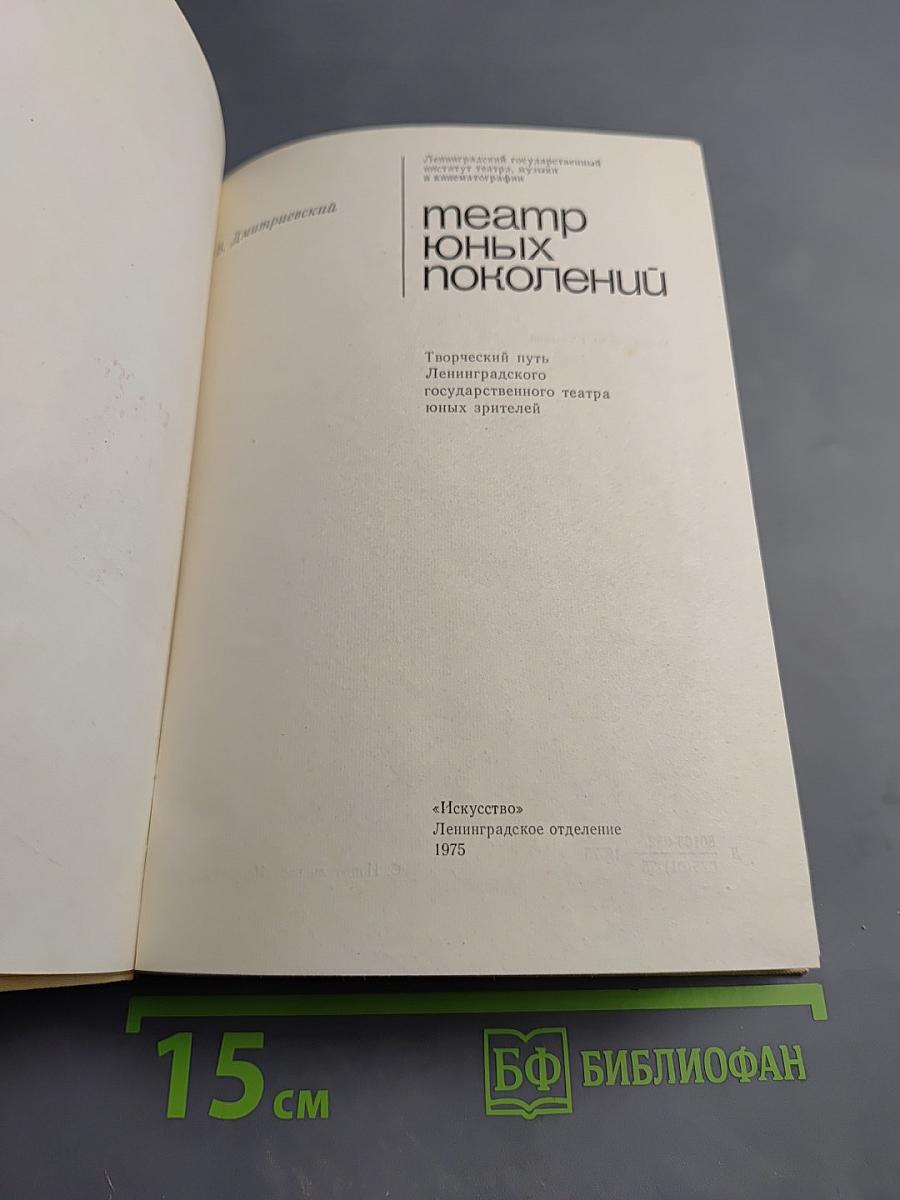 В. Дмитриевский
Ленинградский государственный
институт театра, музыки
и кинематографии
театр
юных
поколений
Творческий путь
Ленинградского
государственного театра
юных зрителей
«Искусство»
Ленинградское отделение
1975
15 см
БФ БИБЛИОФАН